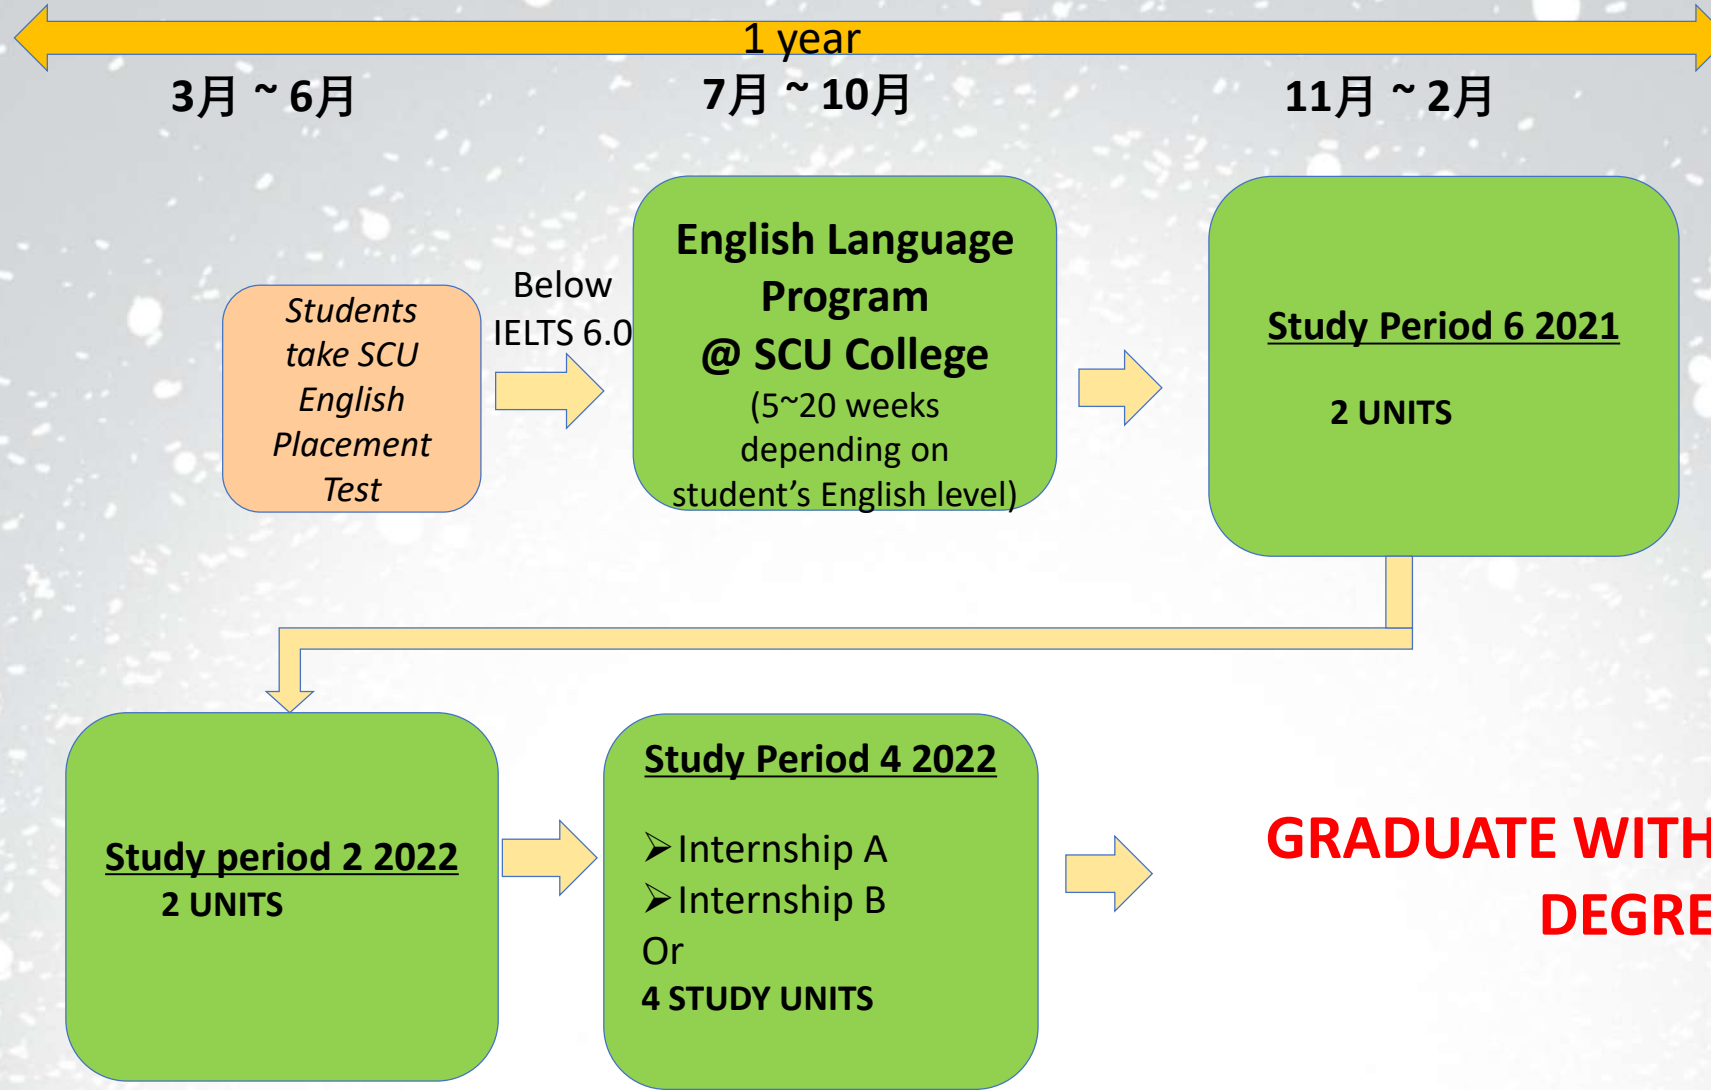 1 year
3月 ~ 6月
7月 ~ 10月
11月 ~ 2月
Students
take SCU
English
Placement
Test
Below
IELTS 6.0
English Language
Program
@ SCU College
(5~20 weeks
depending on
student’s English level)
Study Period 6 2021
2 UNITS
Study period 2 2022
2 UNITS
Study Period 4 2022
➢Internship A
➢Internship B
Or
4 STUDY UNITS
GRADUATE WITH
DEGRE